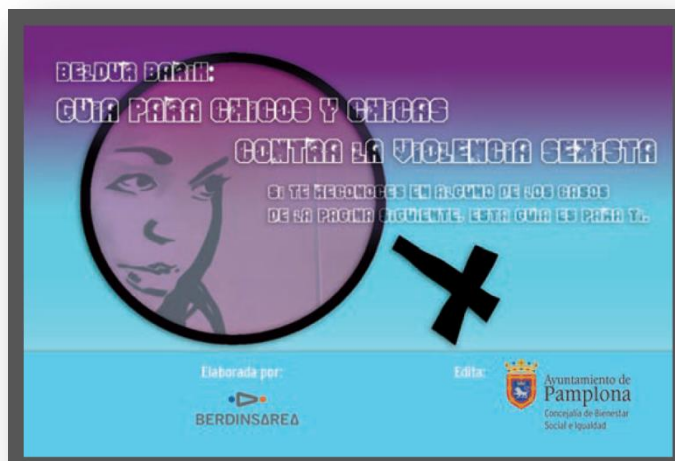 BELDUR BARIK:
GUIA PARA CHICOS Y CHICAS
CONTRA LA VIOLENCIA SEXISTA
SI TE RECONOCES EN ALGUNO DE LOS CASOS
DE LA PAGINA SIGUIENTE, ESTA GUIA ES PARA TI.
Elaborada por:
BERDINSAREA
Edita:
Ayuntamiento de
Pamplona
Concejalía de Bienestar
Social e Igualdad